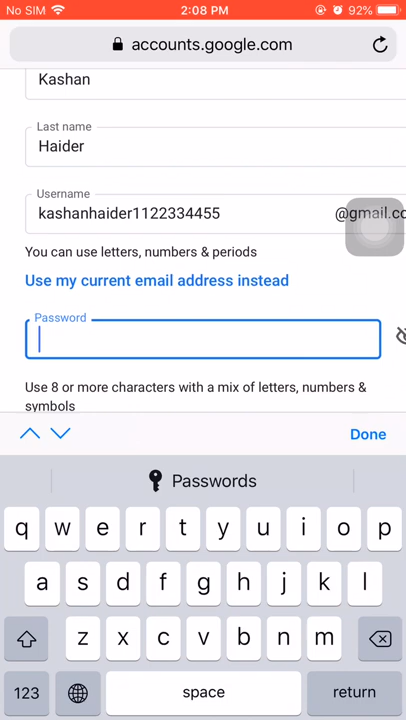 No SIM 2:08 PM 92%
accounts.google.com
Kashan
Last name
Haider
Username
kashanhaider1122334455 @gmail.co
You can use letters, numbers & periods
Use my current email address instead
Password
Use 8 or more characters with a mix of letters, numbers &
symbols
Done
Passwords
q w e r t y u i o p
a s d f g h j k l
z x c v b n m
123 space return